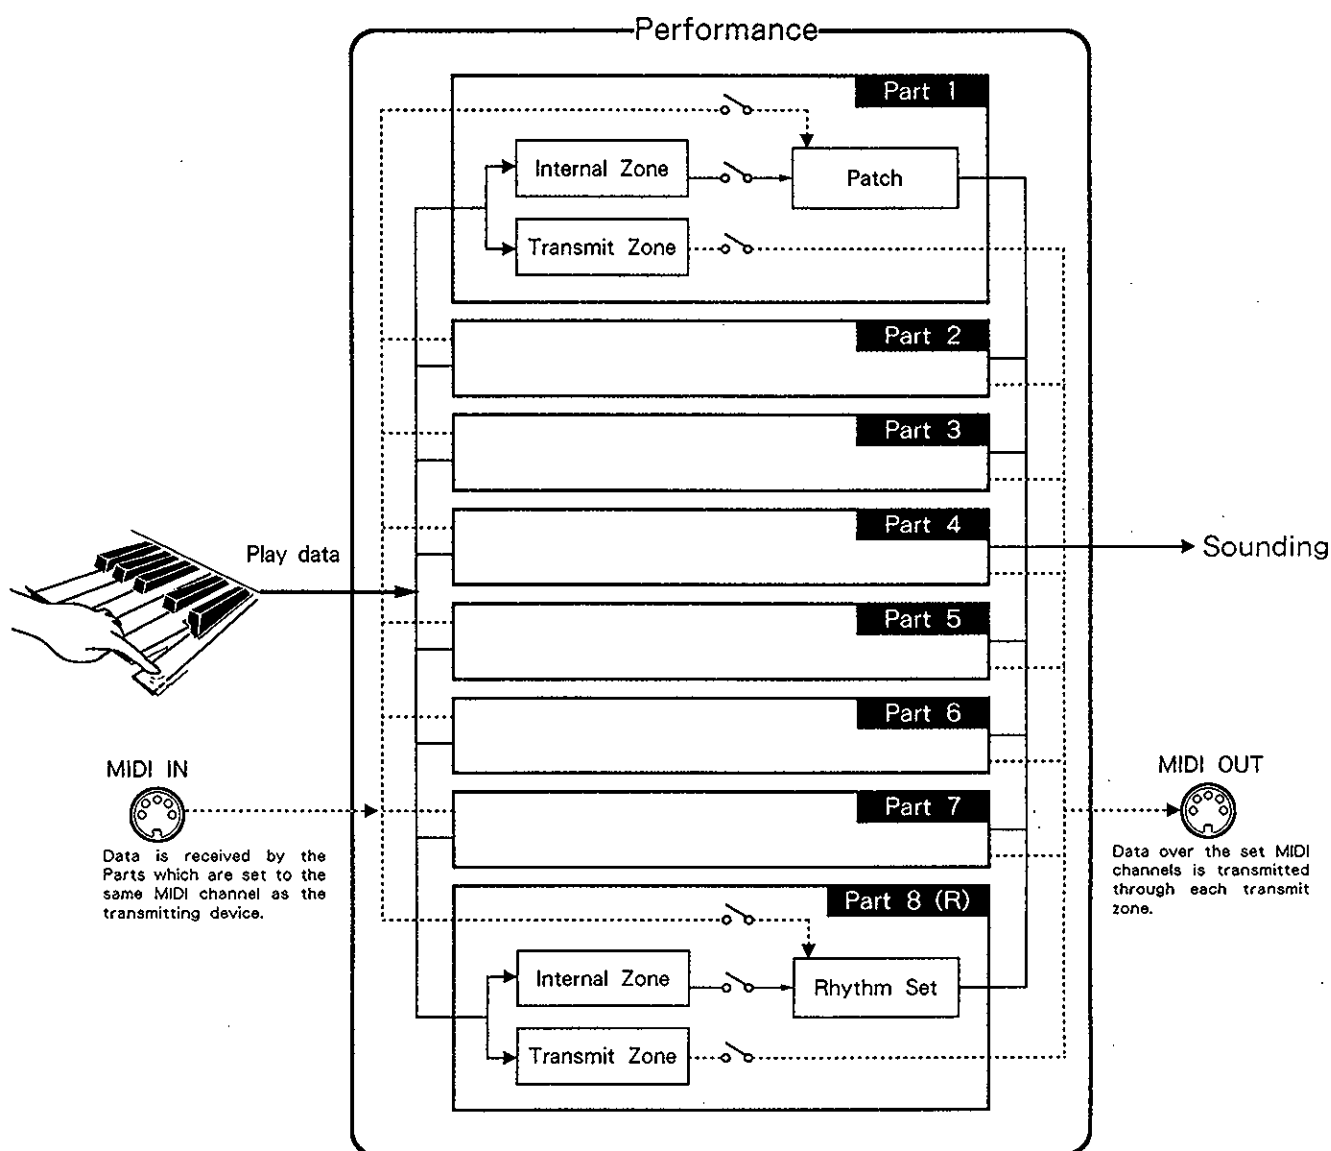 Performance
Part 1
Internal Zone
Patch
Transmit Zone
Part 2
Part 3
Part 4
Play data
Sounding
Part 5
Part 6
MIDI IN
Data is received by the
Parts which are set to the
same MIDI channel as the
transmitting device.
MIDI OUT
Data over the set MIDI
channels is transmitted
through each transmit
zone.
Part 7
Part 8 (R)
Internal Zone
Rhythm Set
Transmit Zone